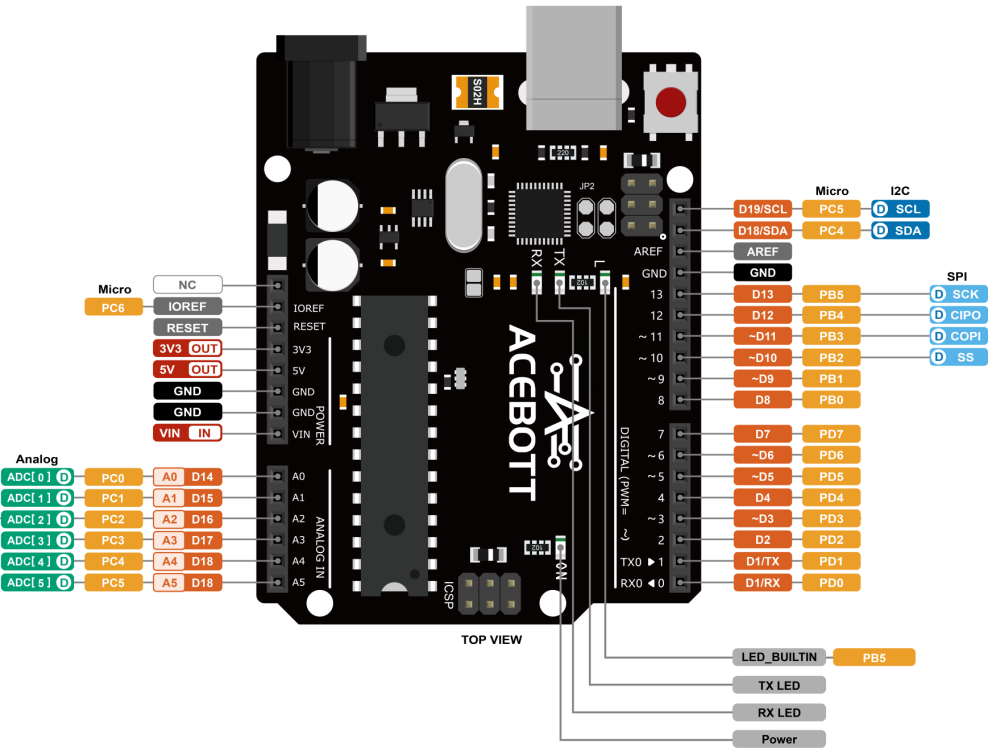 S02H
220
JP2
Micro I2C
D19/SCL PC5 D SCL
D18/SDA PC4 D SDA
AREF AREF
GND GND
SPI
13 D13 PB5 D SCK
12 D12 PB4 D CIPO
~ 11 ~D11 PB3 D COPI
~ 10 ~D10 PB2 D SS
~ 9 ~D9 PB1
8 D8 PB0
7 D7 PD7
~ 6 ~D6 PD6
~ 5 ~D5 PD5
4 D4 PD4
~ 3 ~D3 PD3
2 D2 PD2
TX0 ▶ 1 D1/TX PD1
RX0 ◀ 0 D1/RX PD0
DIGITAL (PWM= ~)
RX
TX
L
102
ACEBOTT
Micro
NC
PC6 IOREF IOREF
RESET RESET
3V3 OUT 3V3
5V OUT 5V
GND GND
GND GND
VIN IN VIN
POWER
Analog
ADC[ 0 ] D PC0 A0 D14 A0
ADC[ 1 ] D PC1 A1 D15 A1
ADC[ 2 ] D PC2 A2 D16 A2
ADC[ 3 ] D PC3 A3 D17 A3
ADC[ 4 ] D PC4 A4 D18 A4
ADC[ 5 ] D PC5 A5 D18 A5
ANALOG IN
102
ON
ICSP
TOP VIEW
LED_BUILTIN PB5
TX LED
RX LED
Power